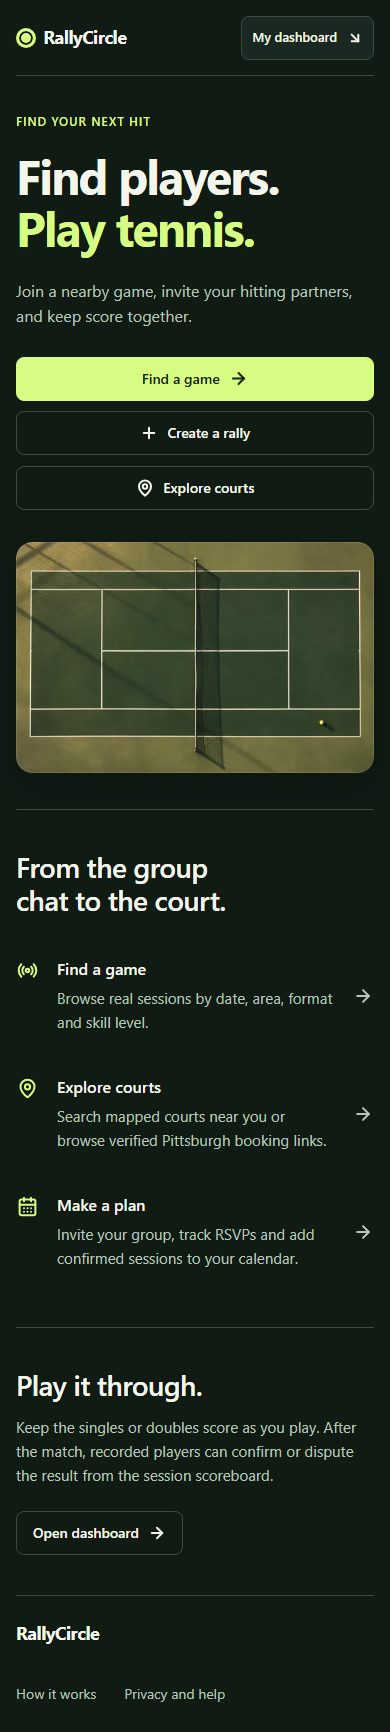 RallyCircle
My dashboard
FIND YOUR NEXT HIT
Find players.
Play tennis.
Join a nearby game, invite your hitting partners,
and keep score together.
Find a game
Create a rally
Explore courts
From the group
chat to the court.
Find a game
Browse real sessions by date, area, format
and skill level.
Explore courts
Search mapped courts near you or
browse verified Pittsburgh booking links.
Make a plan
Invite your group, track RSVPs and add
confirmed sessions to your calendar.
Play it through.
Keep the singles or doubles score as you play. After
the match, recorded players can confirm or dispute
the result from the session scoreboard.
Open dashboard
RallyCircle
How it works
Privacy and help